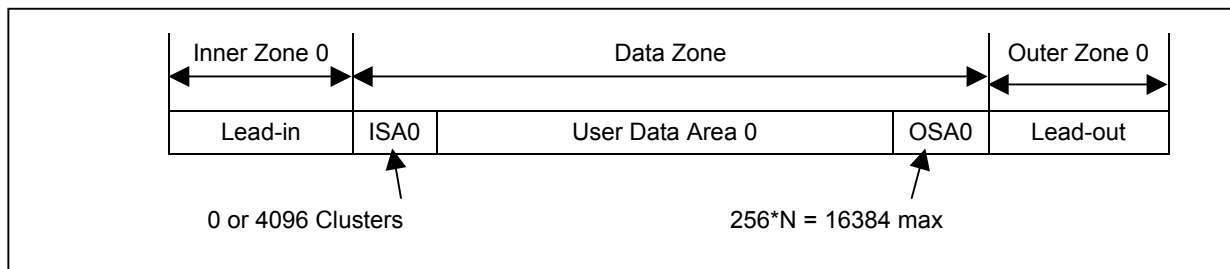 Inner Zone 0 Data Zone Outer Zone 0
Lead-in ISA0 User Data Area 0 OSA0 Lead-out
0 or 4096 Clusters 256*N = 16384 max